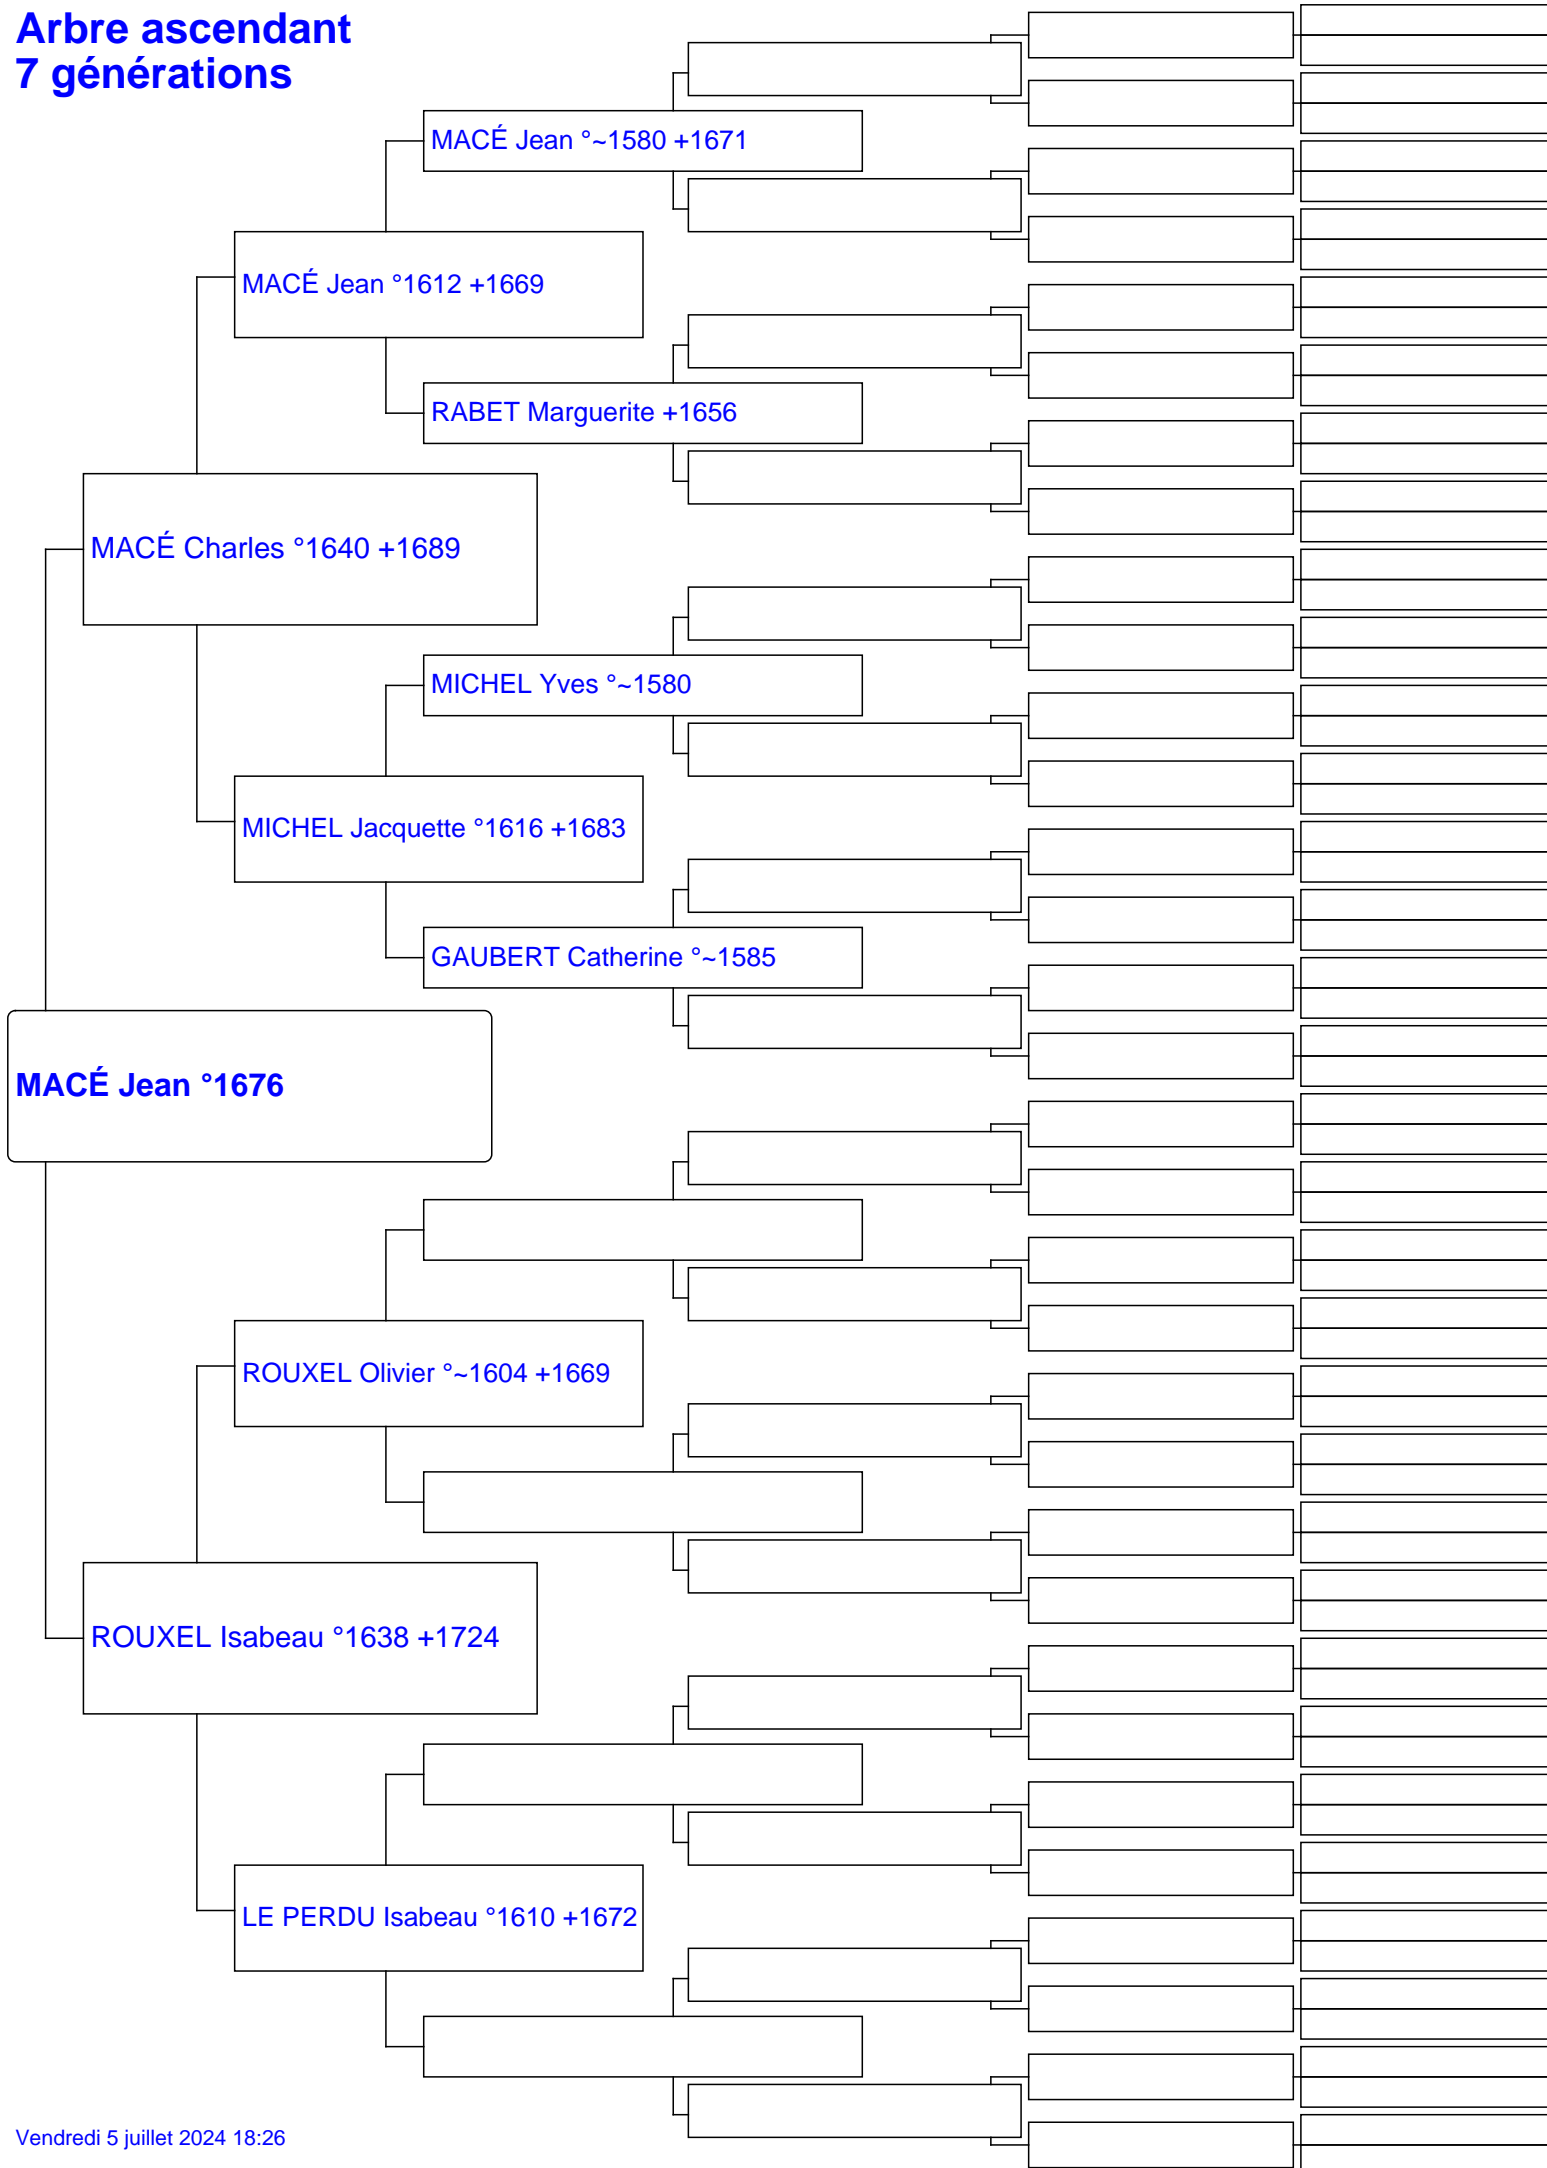 Arbre ascendant
7 générations
MACÉ Jean °~1580 +1671
MACÉ Jean °1612 +1669
RABET Marguerite +1656
MACÉ Charles °1640 +1689
MICHEL Yves °~1580
MICHEL Jacquette °1616 +1683
GAUBERT Catherine °~1585
MACÉ Jean °1676
ROUXEL Olivier °~1604 +1669
ROUXEL Isabeau °1638 +1724
LE PERDU Isabeau °1610 +1672
Vendredi 5 juillet 2024 18:26